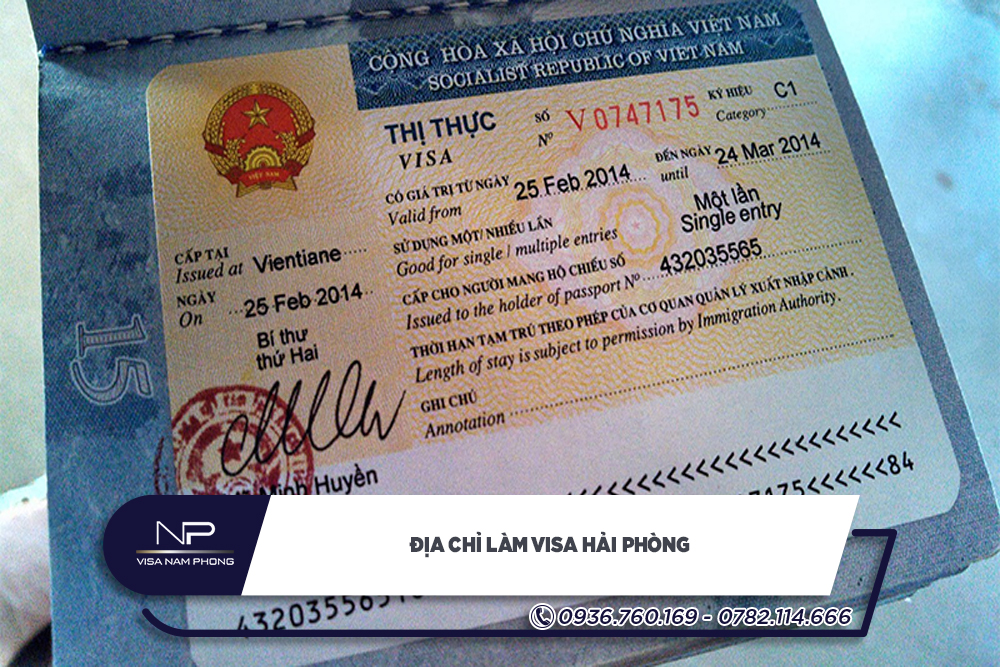 CỘNG HÒA XÃ HỘI CHỦ NGHĨA VIỆT NAM
SOCIALIST REPUBLIC OF VIET NAM
VIỆT NAM
THỊ THỰC
VISA
SỐ
Nº
V0747175
KÝ HIỆU C1
Category
CÓ GIÁ TRỊ TỪ NGÀY 25 Feb 2014
Valid from
ĐẾN NGÀY 24 Mar 2014
until
SỬ DỤNG MỘT/ NHIỀU LẦN Một lần
Good for single / multiple entries Single entry
CẤP CHO NGƯỜI MANG HỘ CHIẾU SỐ
Issued to the holder of passport Nº 432035565
THỜI HẠN TẠM TRÚ THEO PHÉP CỦA CƠ QUAN QUẢN LÝ XUẤT NHẬP CẢNH.
Length of stay is subject to permission by Immigration Authority.
GHI CHÚ
Annotation
CẤP TẠI
Issued at Vientiane
NGÀY
On 25 Feb 2014
Bí thư
thứ Hai
Minh Huyền
15
<<<<<<84
NP
VISA NAM PHONG
ĐỊA CHỈ LÀM VISA HẢI PHÒNG
0936.760.169 - 0782.114.666